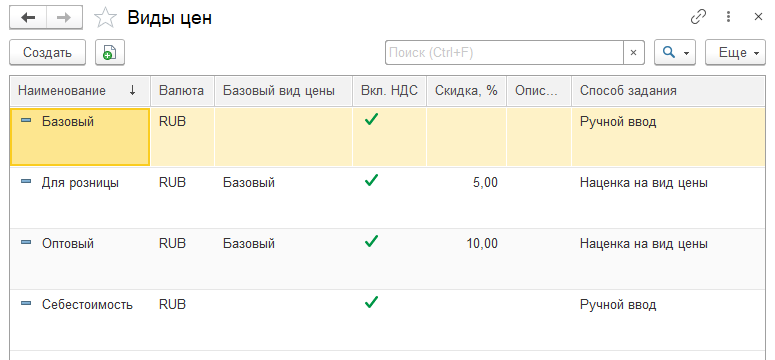 Виды цен
Создать Поиск (Ctrl+F) Еще
Наименование Валюта Базовый вид цены Вкл. НДС Скидка, % Опис... Способ задания
Базовый RUB Ручной ввод
Для розницы RUB Базовый 5,00 Наценка на вид цены
Оптовый RUB Базовый 10,00 Наценка на вид цены
Себестоимость RUB Ручной ввод